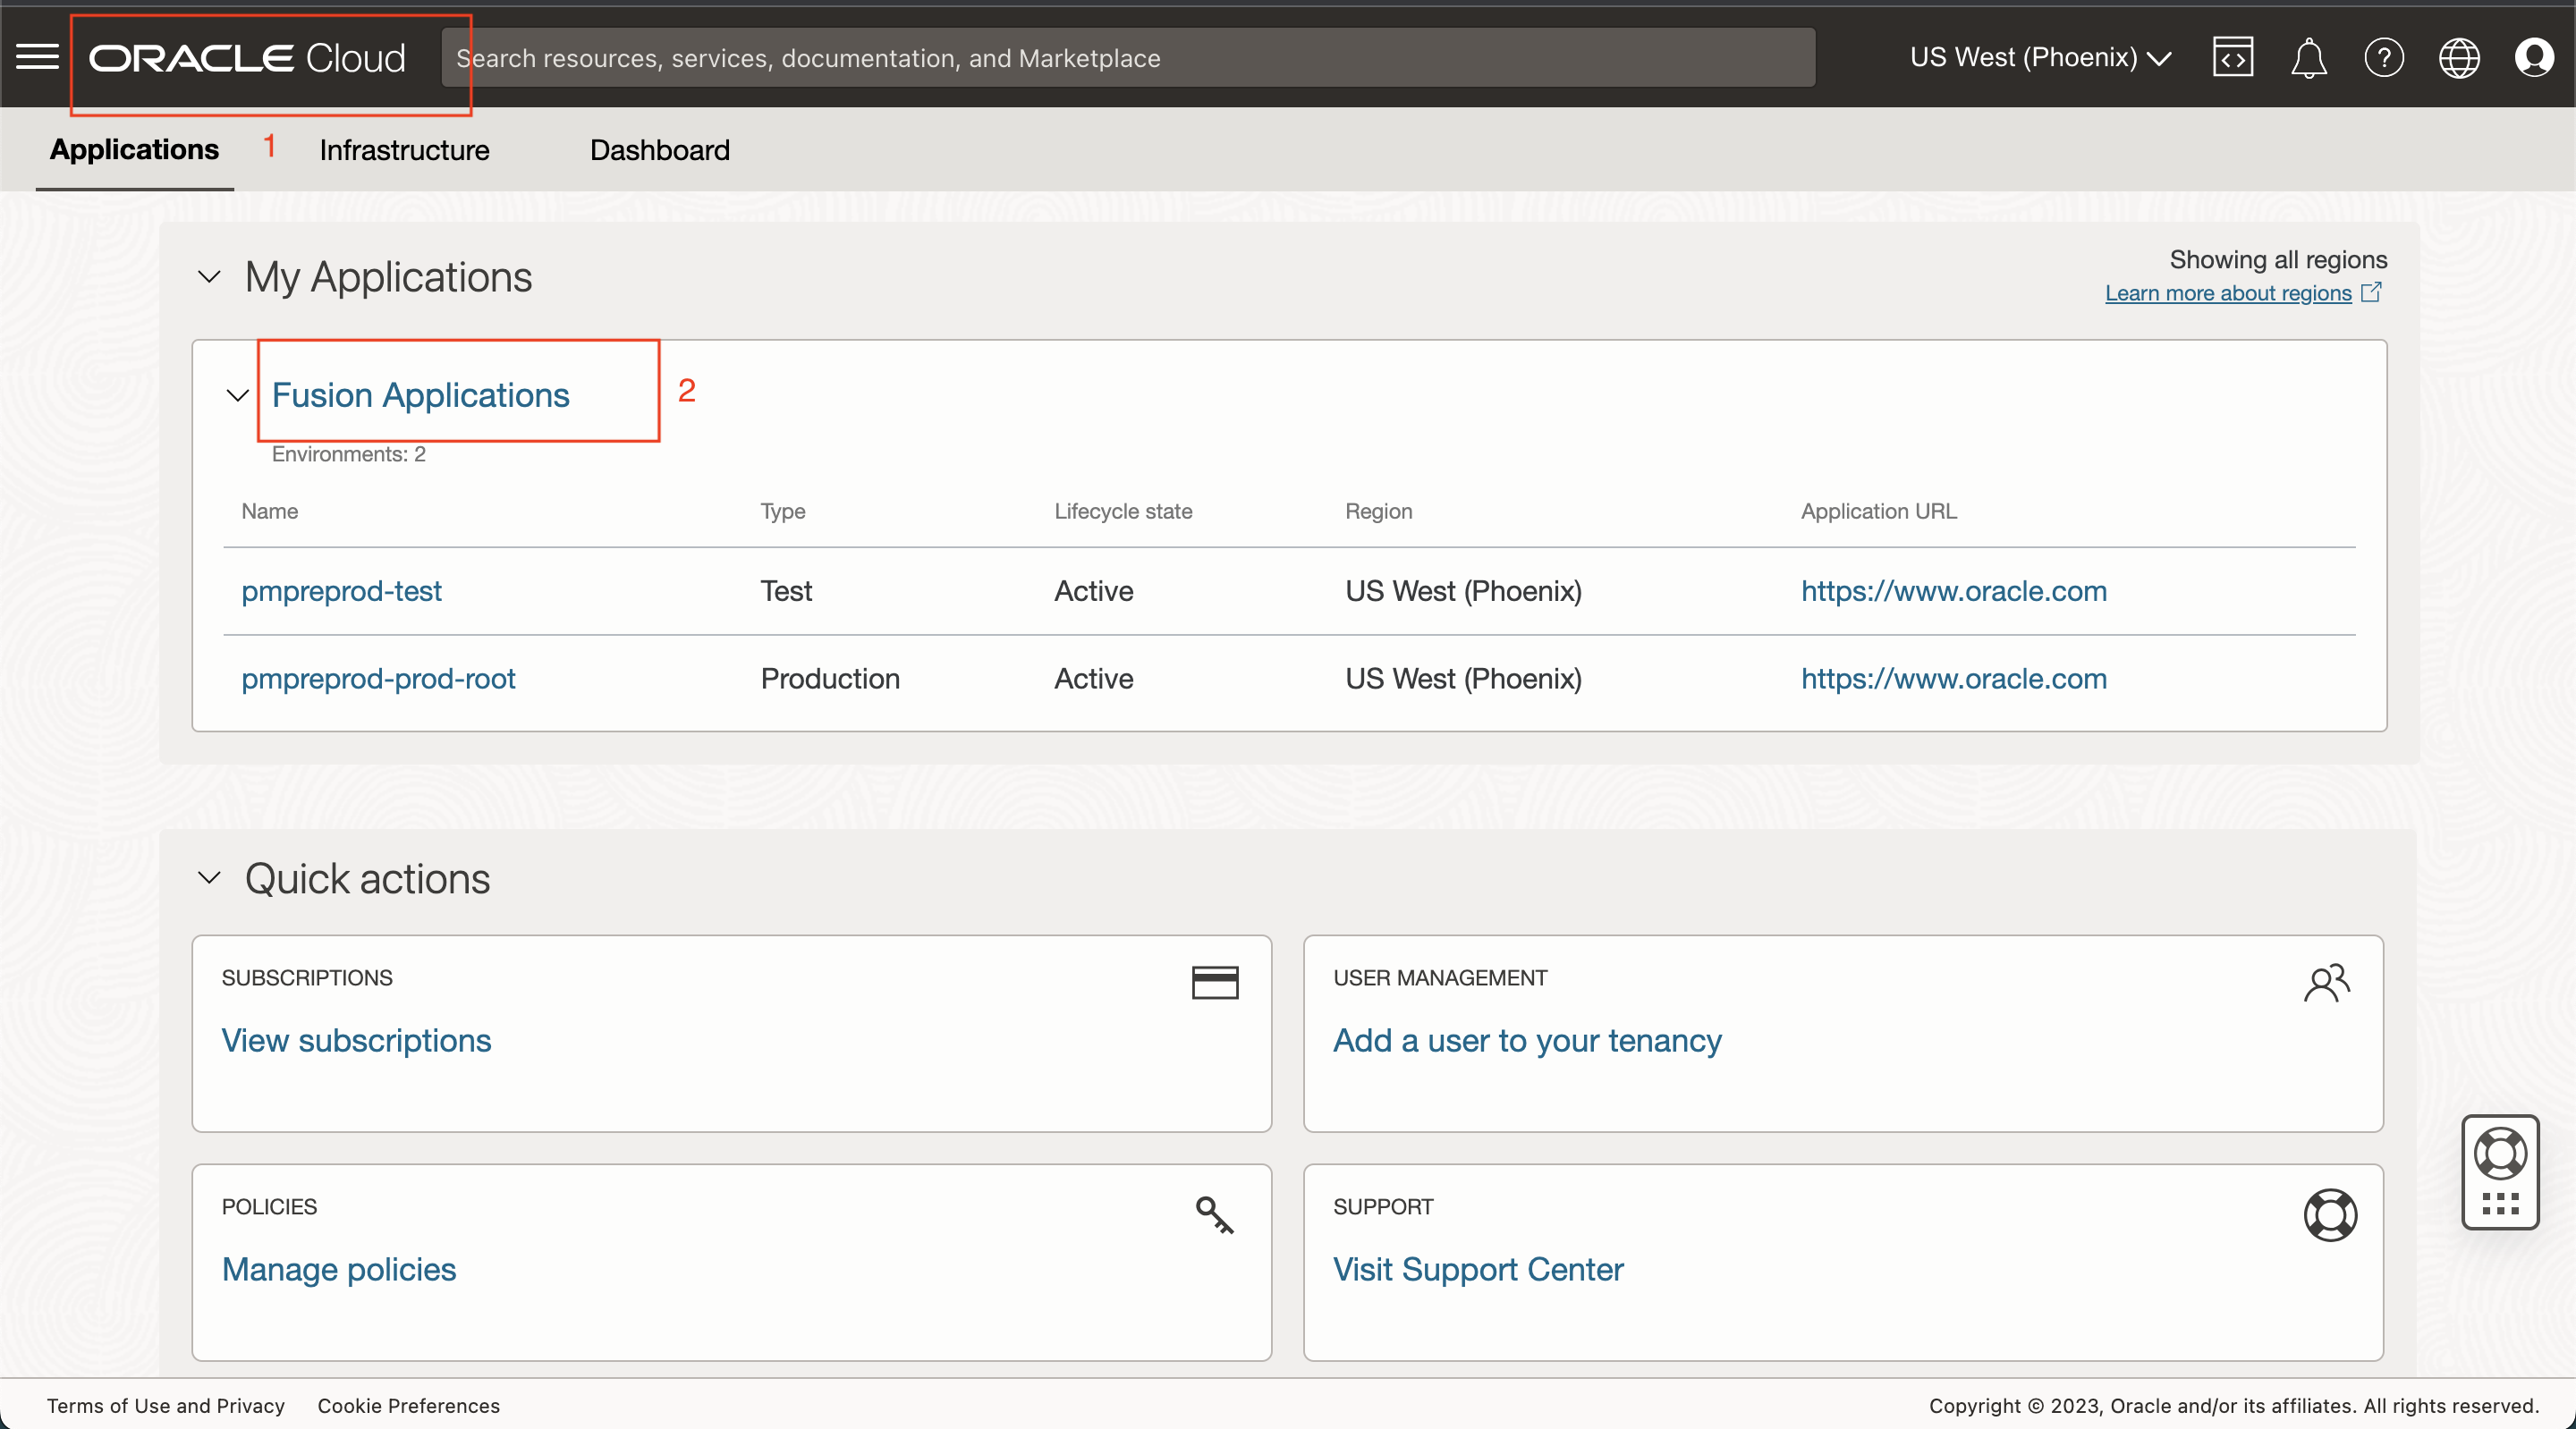 ORACLE Cloud
Search resources, services, documentation, and Marketplace
US West (Phoenix)
Applications 1 Infrastructure Dashboard
My Applications
Showing all regions
Learn more about regions
Fusion Applications 2
Environments: 2
Name Type Lifecycle state Region Application URL
pmpreprod-test Test Active US West (Phoenix) https://www.oracle.com
pmpreprod-prod-root Production Active US West (Phoenix) https://www.oracle.com
Quick actions
SUBSCRIPTIONS
View subscriptions
USER MANAGEMENT
Add a user to your tenancy
POLICIES
Manage policies
SUPPORT
Visit Support Center
Terms of Use and Privacy Cookie Preferences
Copyright © 2023, Oracle and/or its affiliates. All rights reserved.